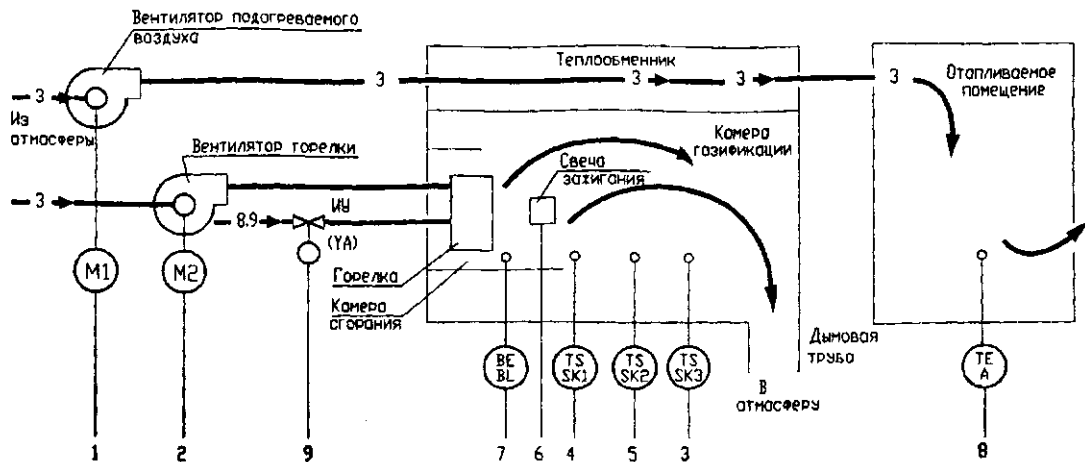 Вентилятор подогреваемого
воздуха
3
Из
атмосферы
3
Теплообменник
3
3
3
Отапливаемое
помещение
Вентилятор горелки
Камера
газификации
Свеча
зажигания
3
8.9
ИУ
(YA)
M1
M2
Горелка
Камера
сгорания
BE
BL
TS
SK1
TS
SK2
TS
SK3
Дымовая
труба
В
атмосферу
TE
A
1
2
9
7
6
4
5
3
8